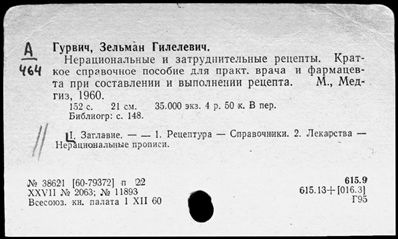 А
464
Гурвич, Зельман Гилелевич.
Нерациональные и затруднительные рецепты. Крат-
кое справочное пособие для практ. врача и фармацев-
та при составлении и выполнении рецепта. М., Мед-
гиз, 1960.
152 с. 21 см. 35.000 экз. 4 р. 50 к. В пер.
Библиогр: с. 148.
II. Заглавие. — — 1. Рецептура — Справочники. 2. Лекарства —
Нерациональные прописи.
№ 38621 [60-79372] п 22
XXVII № 2063; № 11893
Всесоюз. кн. палата 1 XII 60
615.9
615.13+[016.3]
Г95